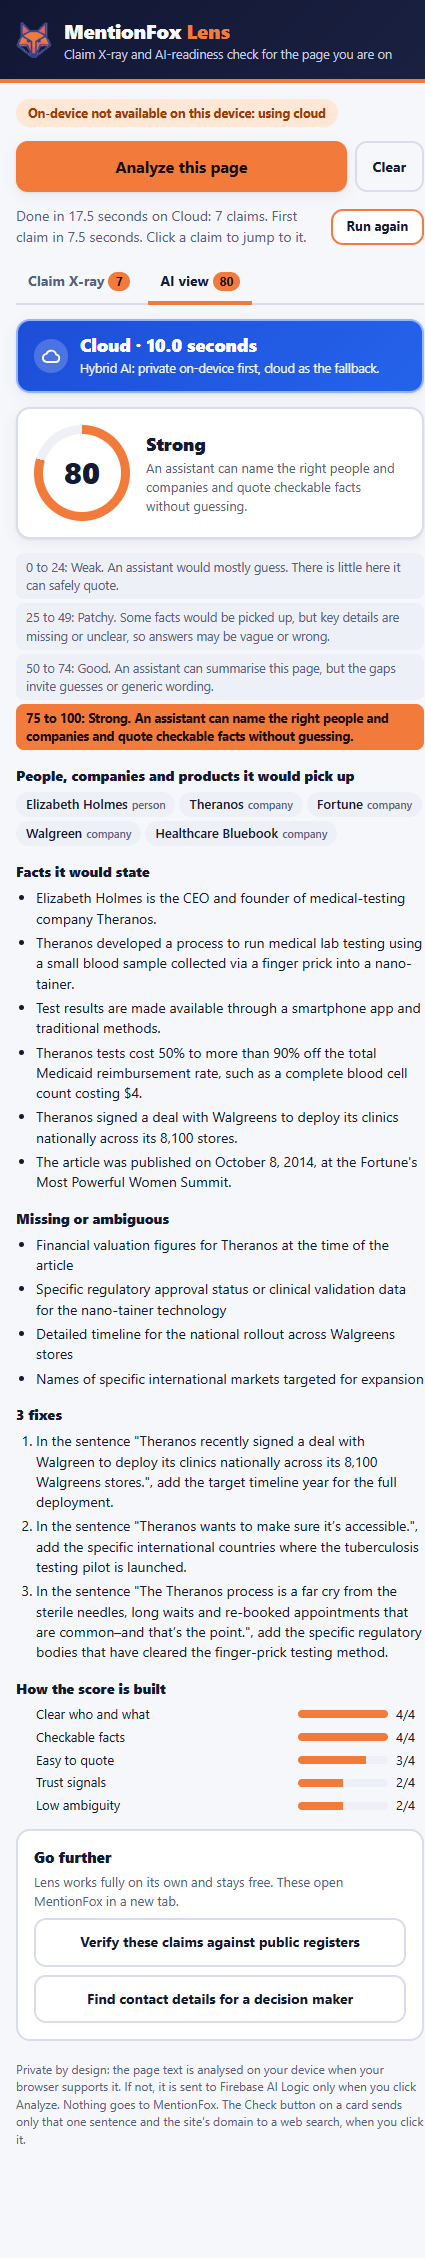 MentionFox Lens
Claim X-ray and AI-readiness check for the page you are on
On-device not available on this device: using cloud
Analyze this page
Clear
Done in 17.5 seconds on Cloud: 7 claims. First
claim in 7.5 seconds. Click a claim to jump to it.
Run again
Claim X-ray 7
AI view 80
Cloud · 10.0 seconds
Hybrid AI: private on-device first, cloud as the fallback.
80
Strong
An assistant can name the right people and
companies and quote checkable facts
without guessing.
0 to 24: Weak. An assistant would mostly guess. There is little here it
can safely quote.
25 to 49: Patchy. Some facts would be picked up, but key details are
missing or unclear, so answers may be vague or wrong.
50 to 74: Good. An assistant can summarise this page, but the gaps
invite guesses or generic wording.
75 to 100: Strong. An assistant can name the right people and
companies and quote checkable facts without guessing.
People, companies and products it would pick up
Elizabeth Holmes person
Theranos company
Fortune company
Walgreen company
Healthcare Bluebook company
Facts it would state
• Elizabeth Holmes is the CEO and founder of medical-testing
company Theranos.
• Theranos developed a process to run medical lab testing using
a small blood sample collected via a finger prick into a nano-
tainer.
• Test results are made available through a smartphone app and
traditional methods.
• Theranos tests cost 50% to more than 90% off the total
Medicaid reimbursement rate, such as a complete blood cell
count costing $4.
• Theranos signed a deal with Walgreens to deploy its clinics
nationally across its 8,100 stores.
• The article was published on October 8, 2014, at the Fortune's
Most Powerful Women Summit.
Missing or ambiguous
• Financial valuation figures for Theranos at the time of the
article
• Specific regulatory approval status or clinical validation data
for the nano-tainer technology
• Detailed timeline for the national rollout across Walgreens
stores
• Names of specific international markets targeted for expansion
3 fixes
1. In the sentence "Theranos recently signed a deal with
Walgreen to deploy its clinics nationally across its 8,100
Walgreens stores.", add the target timeline year for the full
deployment.
2. In the sentence "Theranos wants to make sure it’s accessible.",
add the specific international countries where the tuberculosis
testing pilot is launched.
3. In the sentence "The Theranos process is a far cry from the
sterile needles, long waits and re-booked appointments that
are common–and that’s the point.", add the specific regulatory
bodies that have cleared the finger-prick testing method.
How the score is built
Clear who and what 4/4
Checkable facts 4/4
Easy to quote 3/4
Trust signals 2/4
Low ambiguity 2/4
Go further
Lens works fully on its own and stays free. These open
MentionFox in a new tab.
Verify these claims against public registers
Find contact details for a decision maker
Private by design: the page text is analysed on your device when your
browser supports it. If not, it is sent to Firebase AI Logic only when you click
Analyze. Nothing goes to MentionFox. The Check button on a card sends
only that one sentence and the site's domain to a web search, when you click
it.